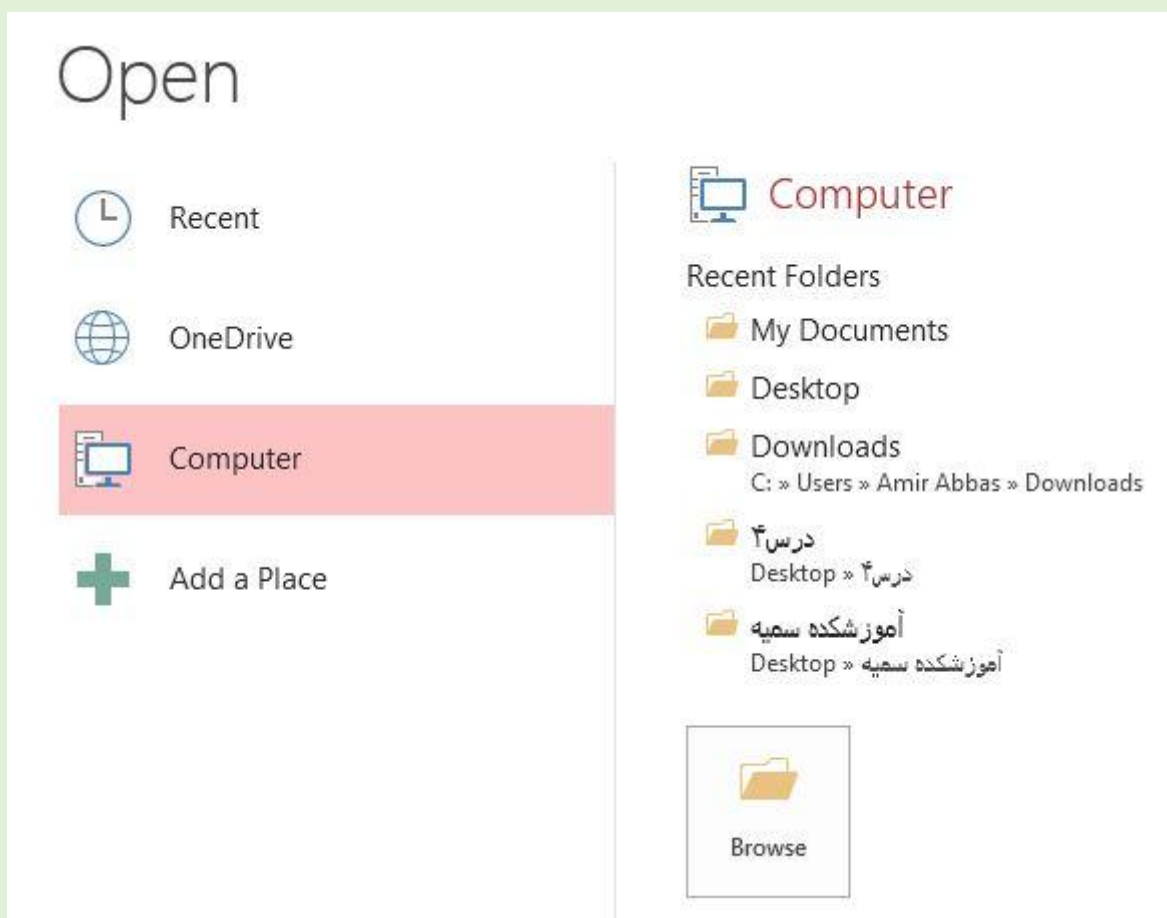 Open
Recent
OneDrive
Computer
Add a Place
Computer
Recent Folders
My Documents
Desktop
Downloads
C: » Users » Amir Abbas » Downloads
درس۴
Desktop » درس۴
آموزشکده سمیه
Desktop » آموزشکده سمیه
Browse